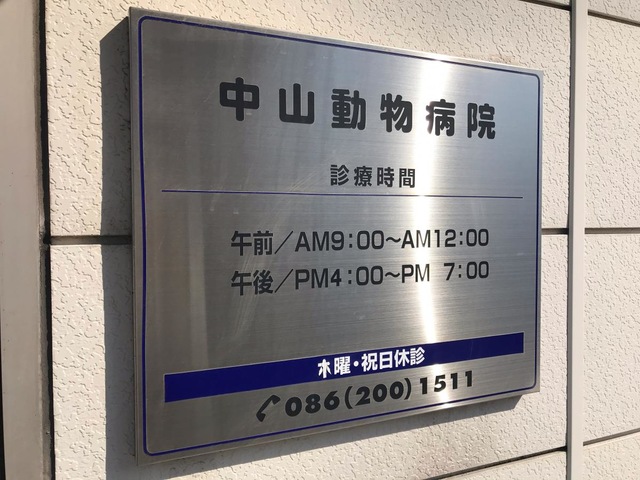 中山動物病院
診療時間
午前／AM9:00～AM12:00
午後／PM4:00～PM 7:00
木曜・祝日休診
086(200)1511